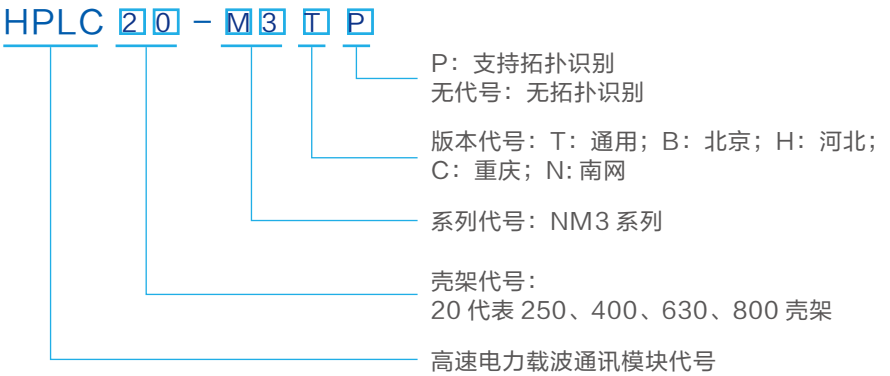 HPLC 20 - M3 T P
P：支持拓扑识别
无代号：无拓扑识别
版本代号：T：通用；B：北京；H：河北；
C：重庆；N: 南网
系列代号：NM3 系列
壳架代号：
20 代表 250、400、630、800 壳架
高速电力载波通讯模块代号